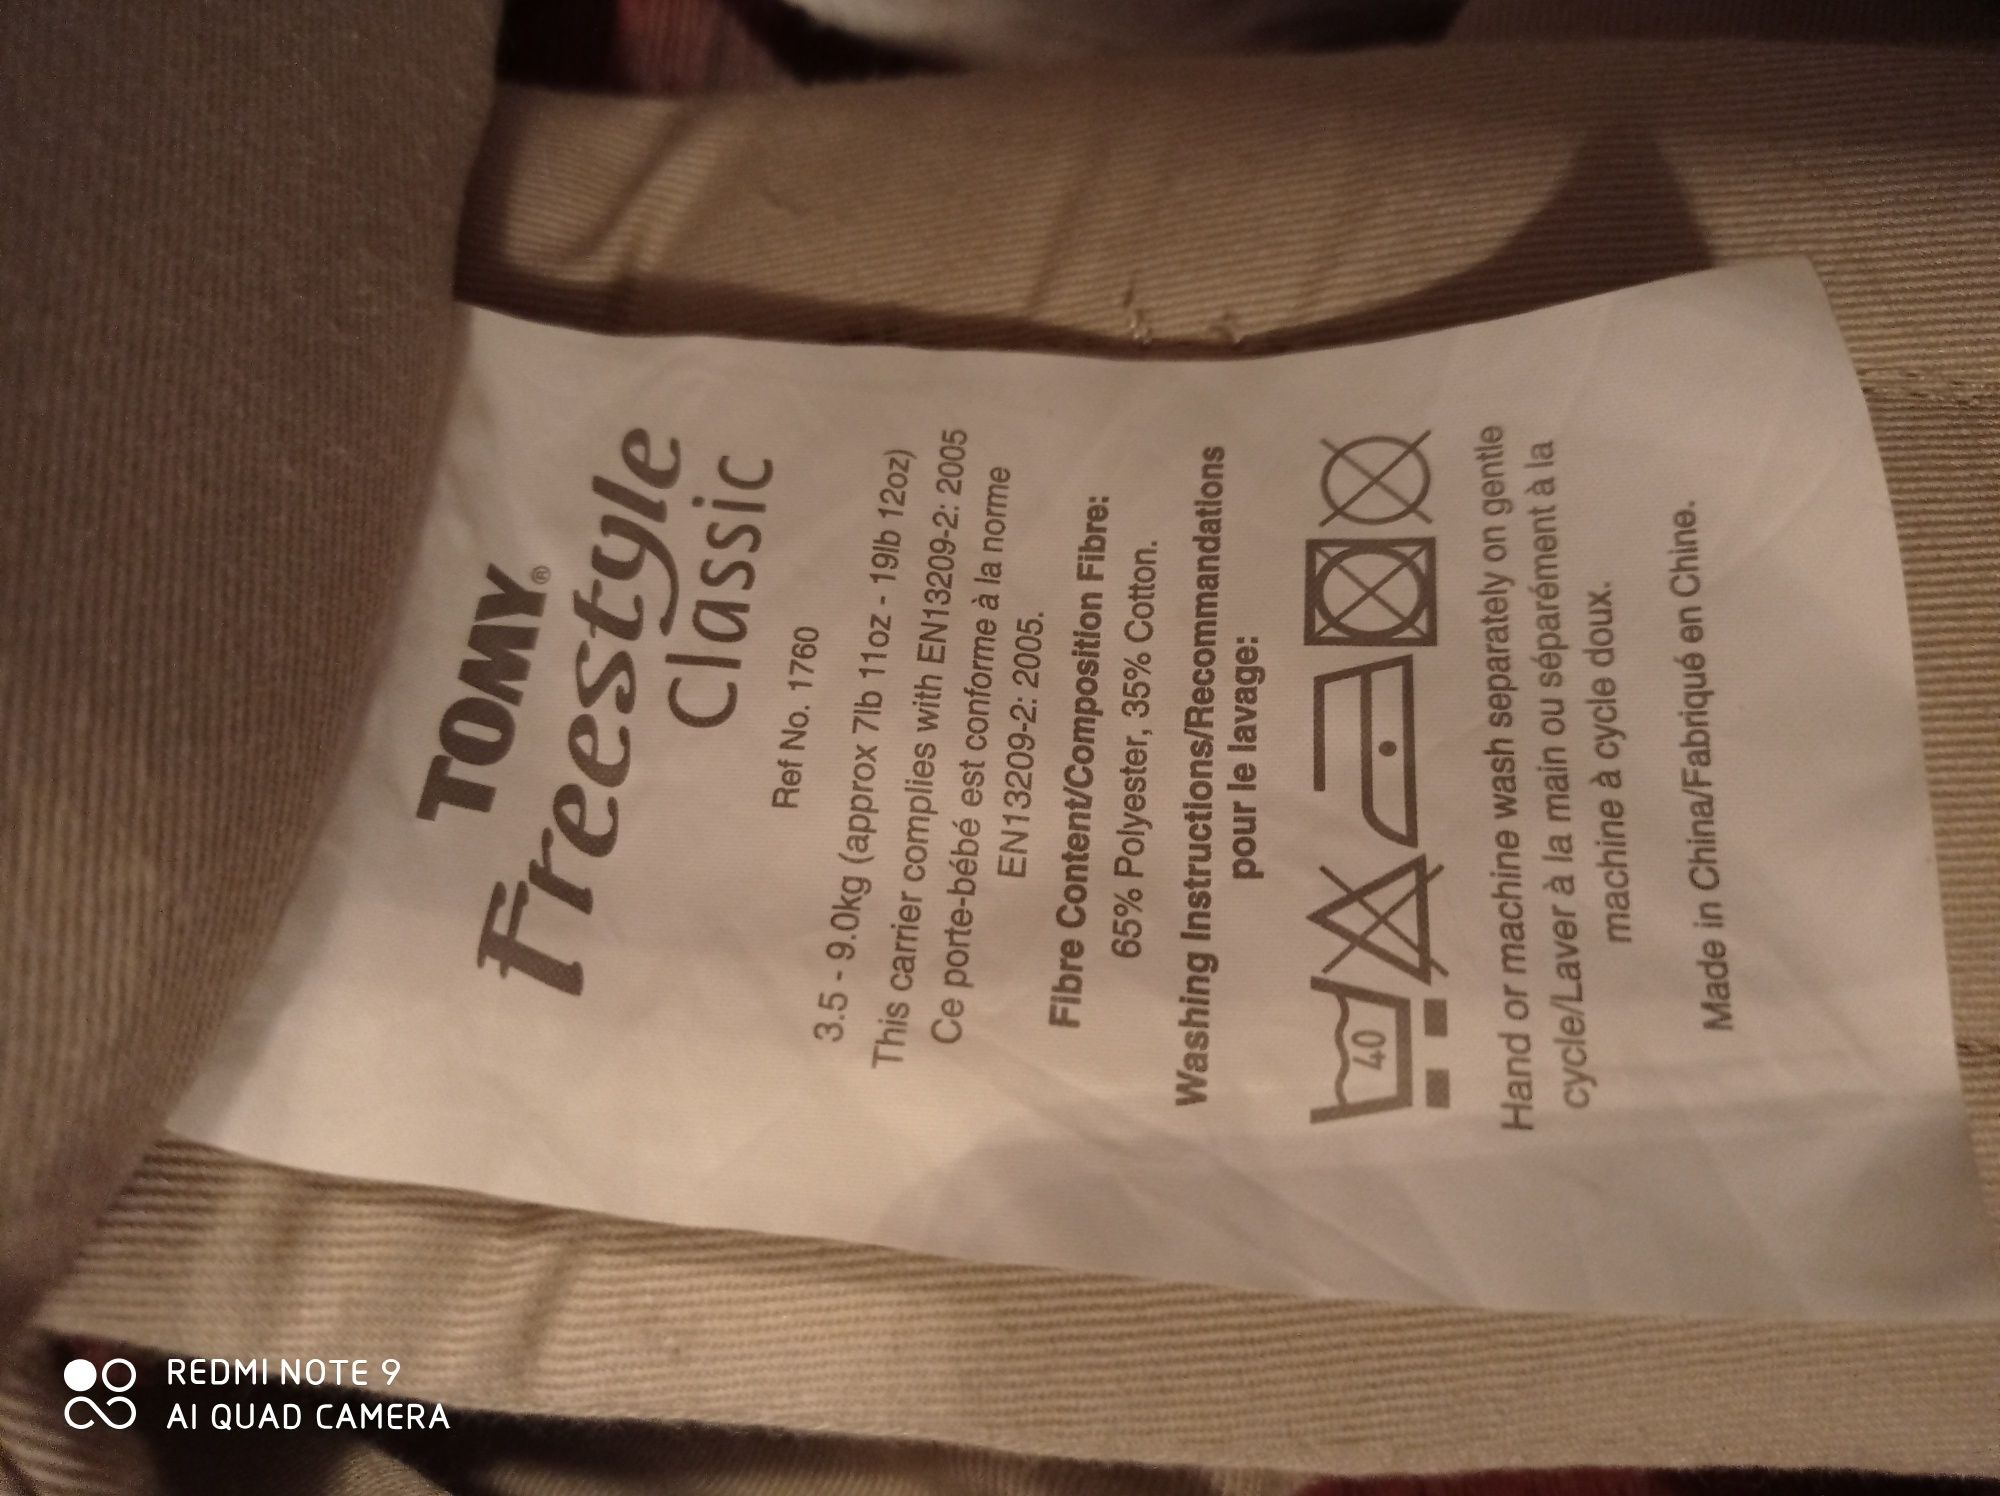 TOMY®
Freestyle
Classic
Ref No. 1760
3.5 - 9.0kg (approx 7lb 11oz - 19lb 12oz)
This carrier complies with EN13209-2: 2005
Ce porte-bébé est conforme à la norme
EN13209-2: 2005.
Fibre Content/Composition Fibre:
65% Polyester, 35% Cotton.
Washing Instructions/Recommandations
pour le lavage:
40
Hand or machine wash separately on gentle
cycle/Laver à la main ou séparément à la
machine à cycle doux.
Made in China/Fabriqué en Chine.
REDMI NOTE 9
AI QUAD CAMERA